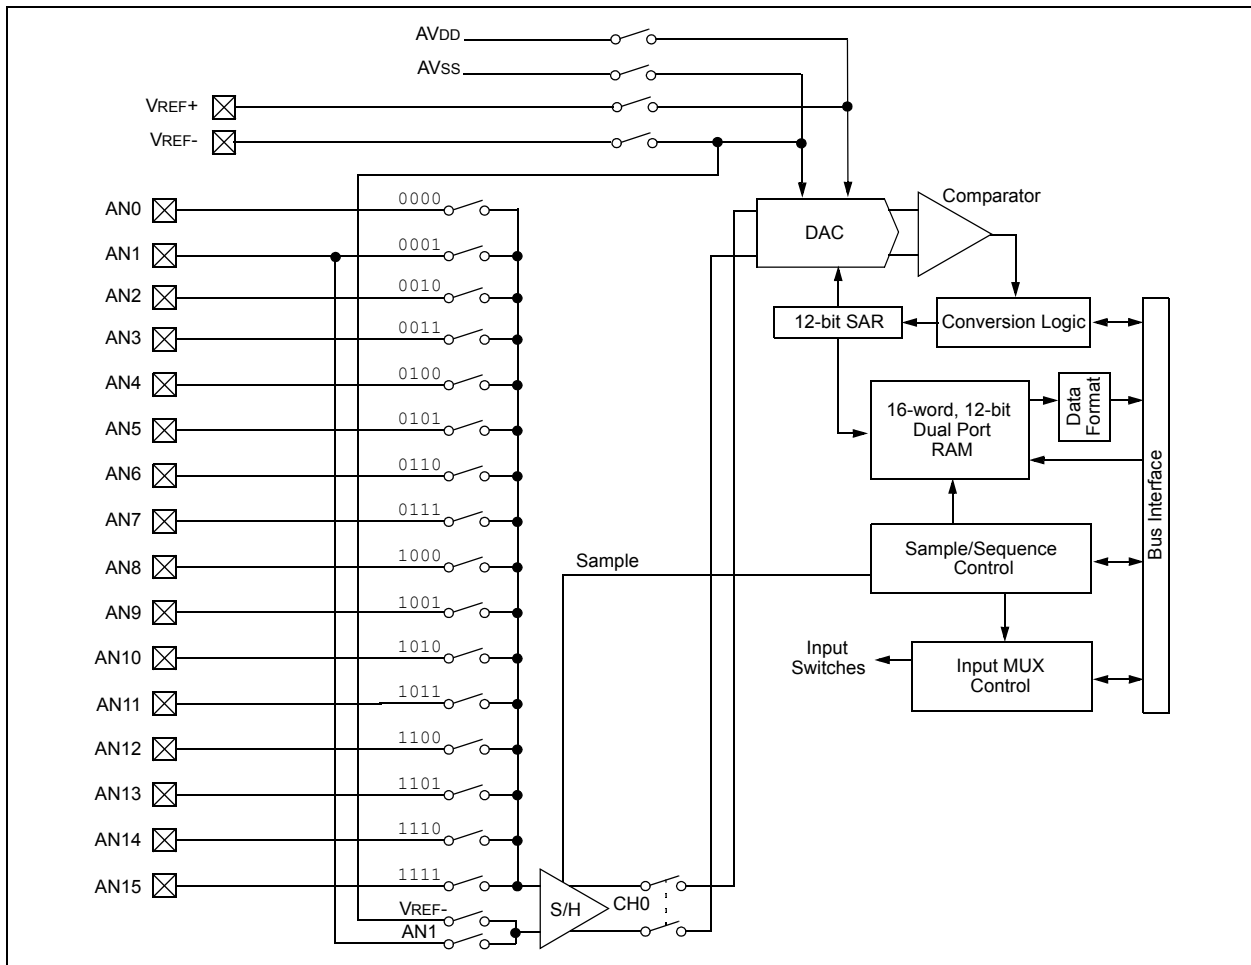 AVDD
AVSS
VREF+
VREF-
AN0 0000
AN1 0001
AN2 0010
AN3 0011
AN4 0100
AN5 0101
AN6 0110
AN7 0111
AN8 1000
AN9 1001
AN10 1010
AN11 1011
AN12 1100
AN13 1101
AN14 1110
AN15 1111
VREF-
AN1
S/H
CH0
Sample
DAC
Comparator
12-bit SAR
Conversion Logic
16-word, 12-bit
Dual Port
RAM
Data
Format
Bus Interface
Sample/Sequence
Control
Input
Switches
Input MUX
Control